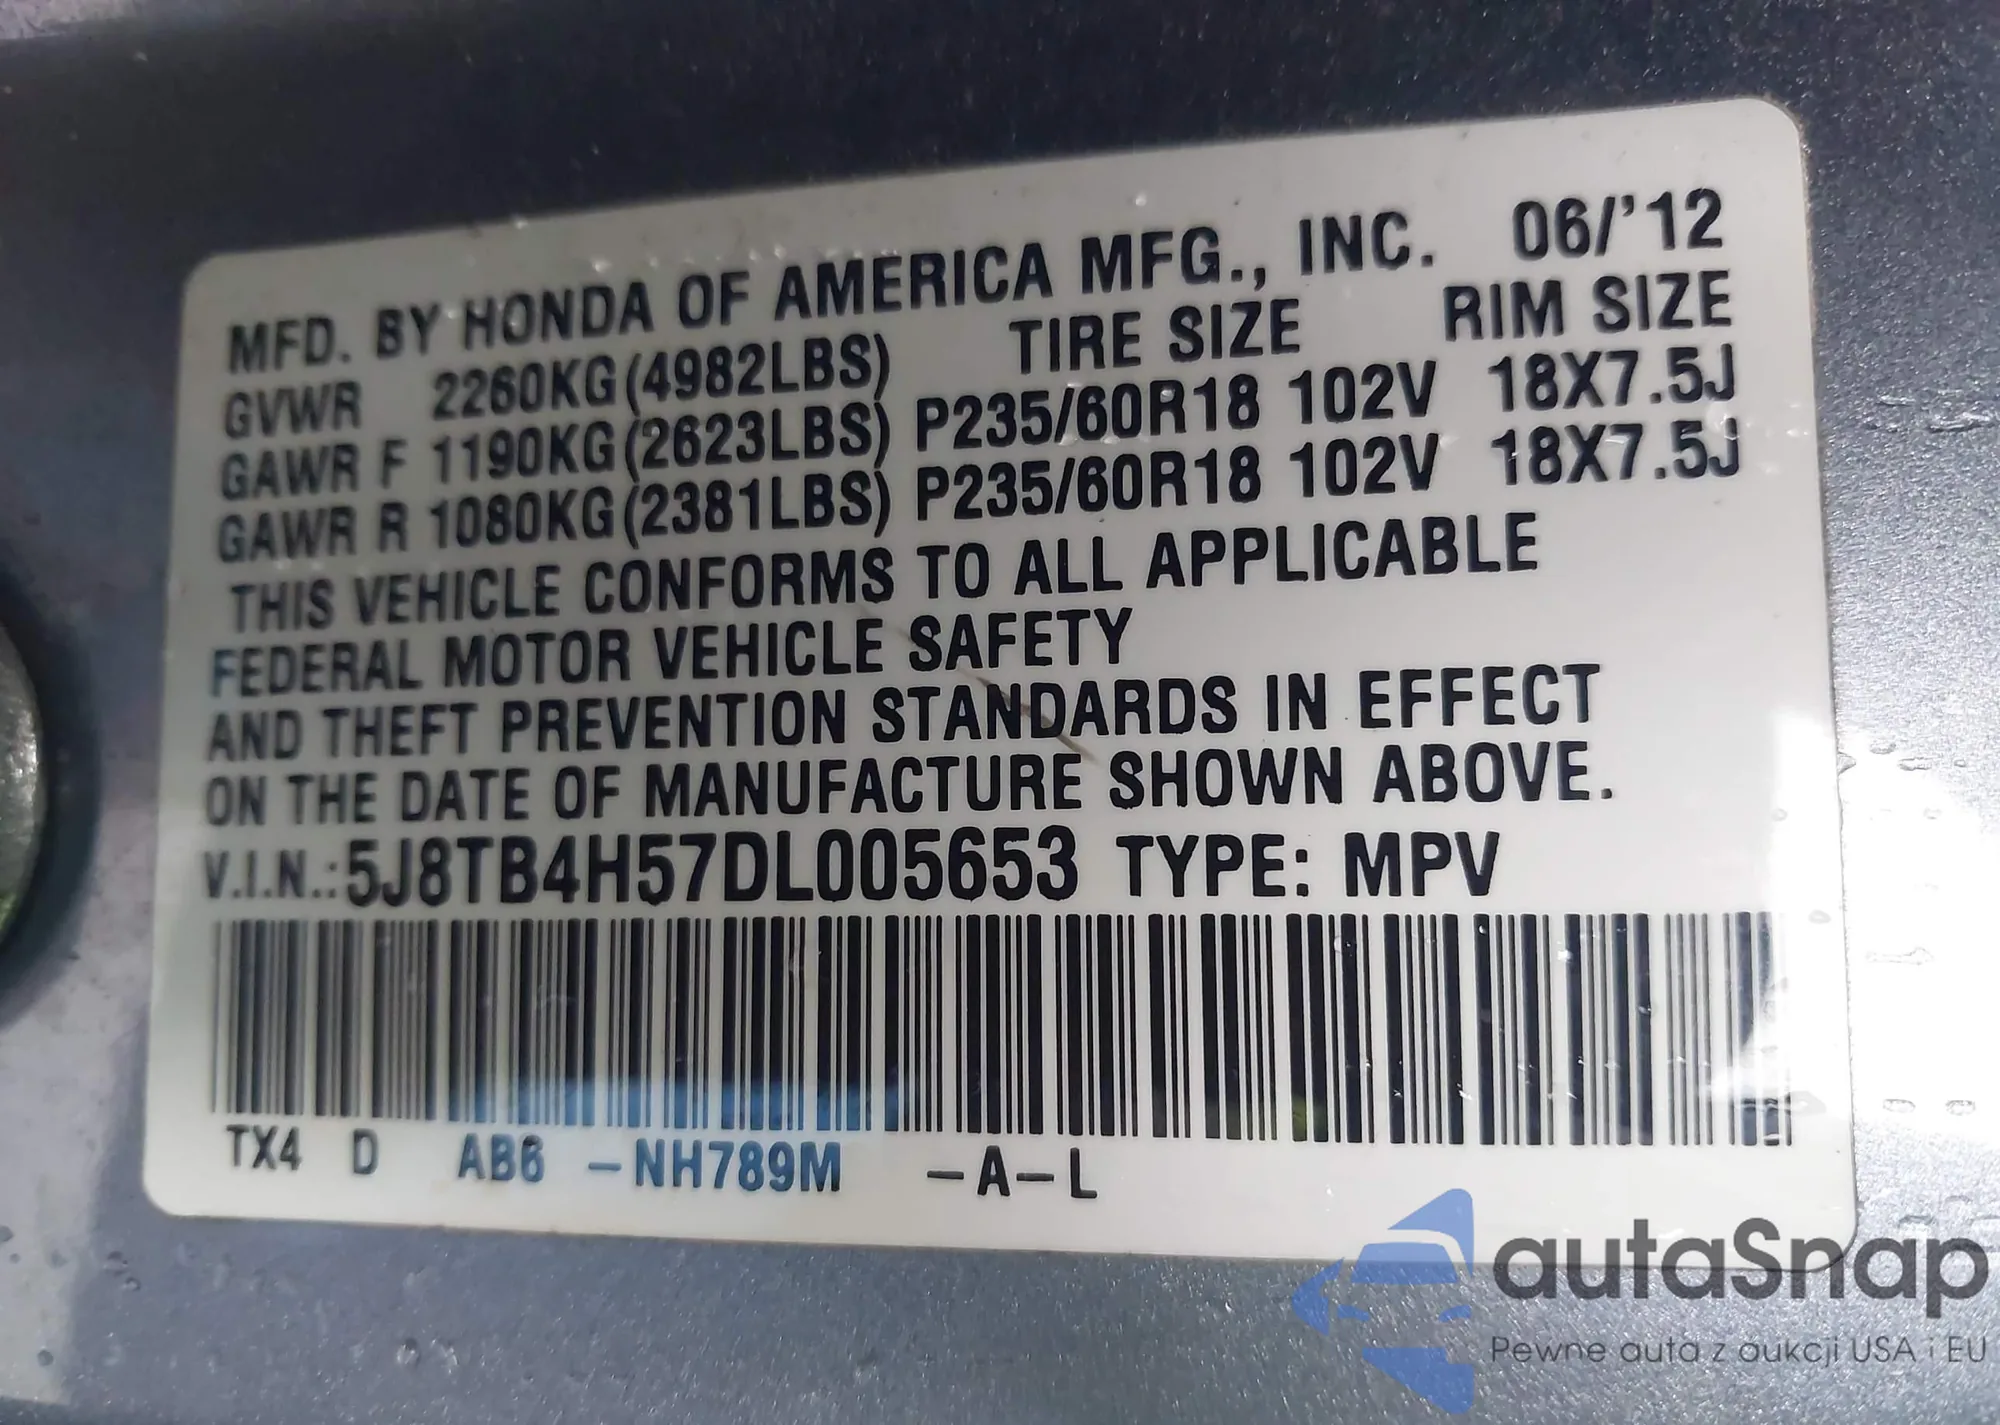 MFD. BY HONDA OF AMERICA MFG., INC. 06/'12
TIRE SIZE RIM SIZE
GVWR 2260KG(4982LBS)
GAWR F 1190KG(2623LBS) P235/60R18 102V 18X7.5J
GAWR R 1080KG(2381LBS) P235/60R18 102V 18X7.5J
THIS VEHICLE CONFORMS TO ALL APPLICABLE
FEDERAL MOTOR VEHICLE SAFETY
AND THEFT PREVENTION STANDARDS IN EFFECT
ON THE DATE OF MANUFACTURE SHOWN ABOVE.
V.I.N.:5J8TB4H57DL005653 TYPE: MPV
TX4 D AB6 -NH789M -A-L
autaSnap
Pewne auta z aukcji USA i EU